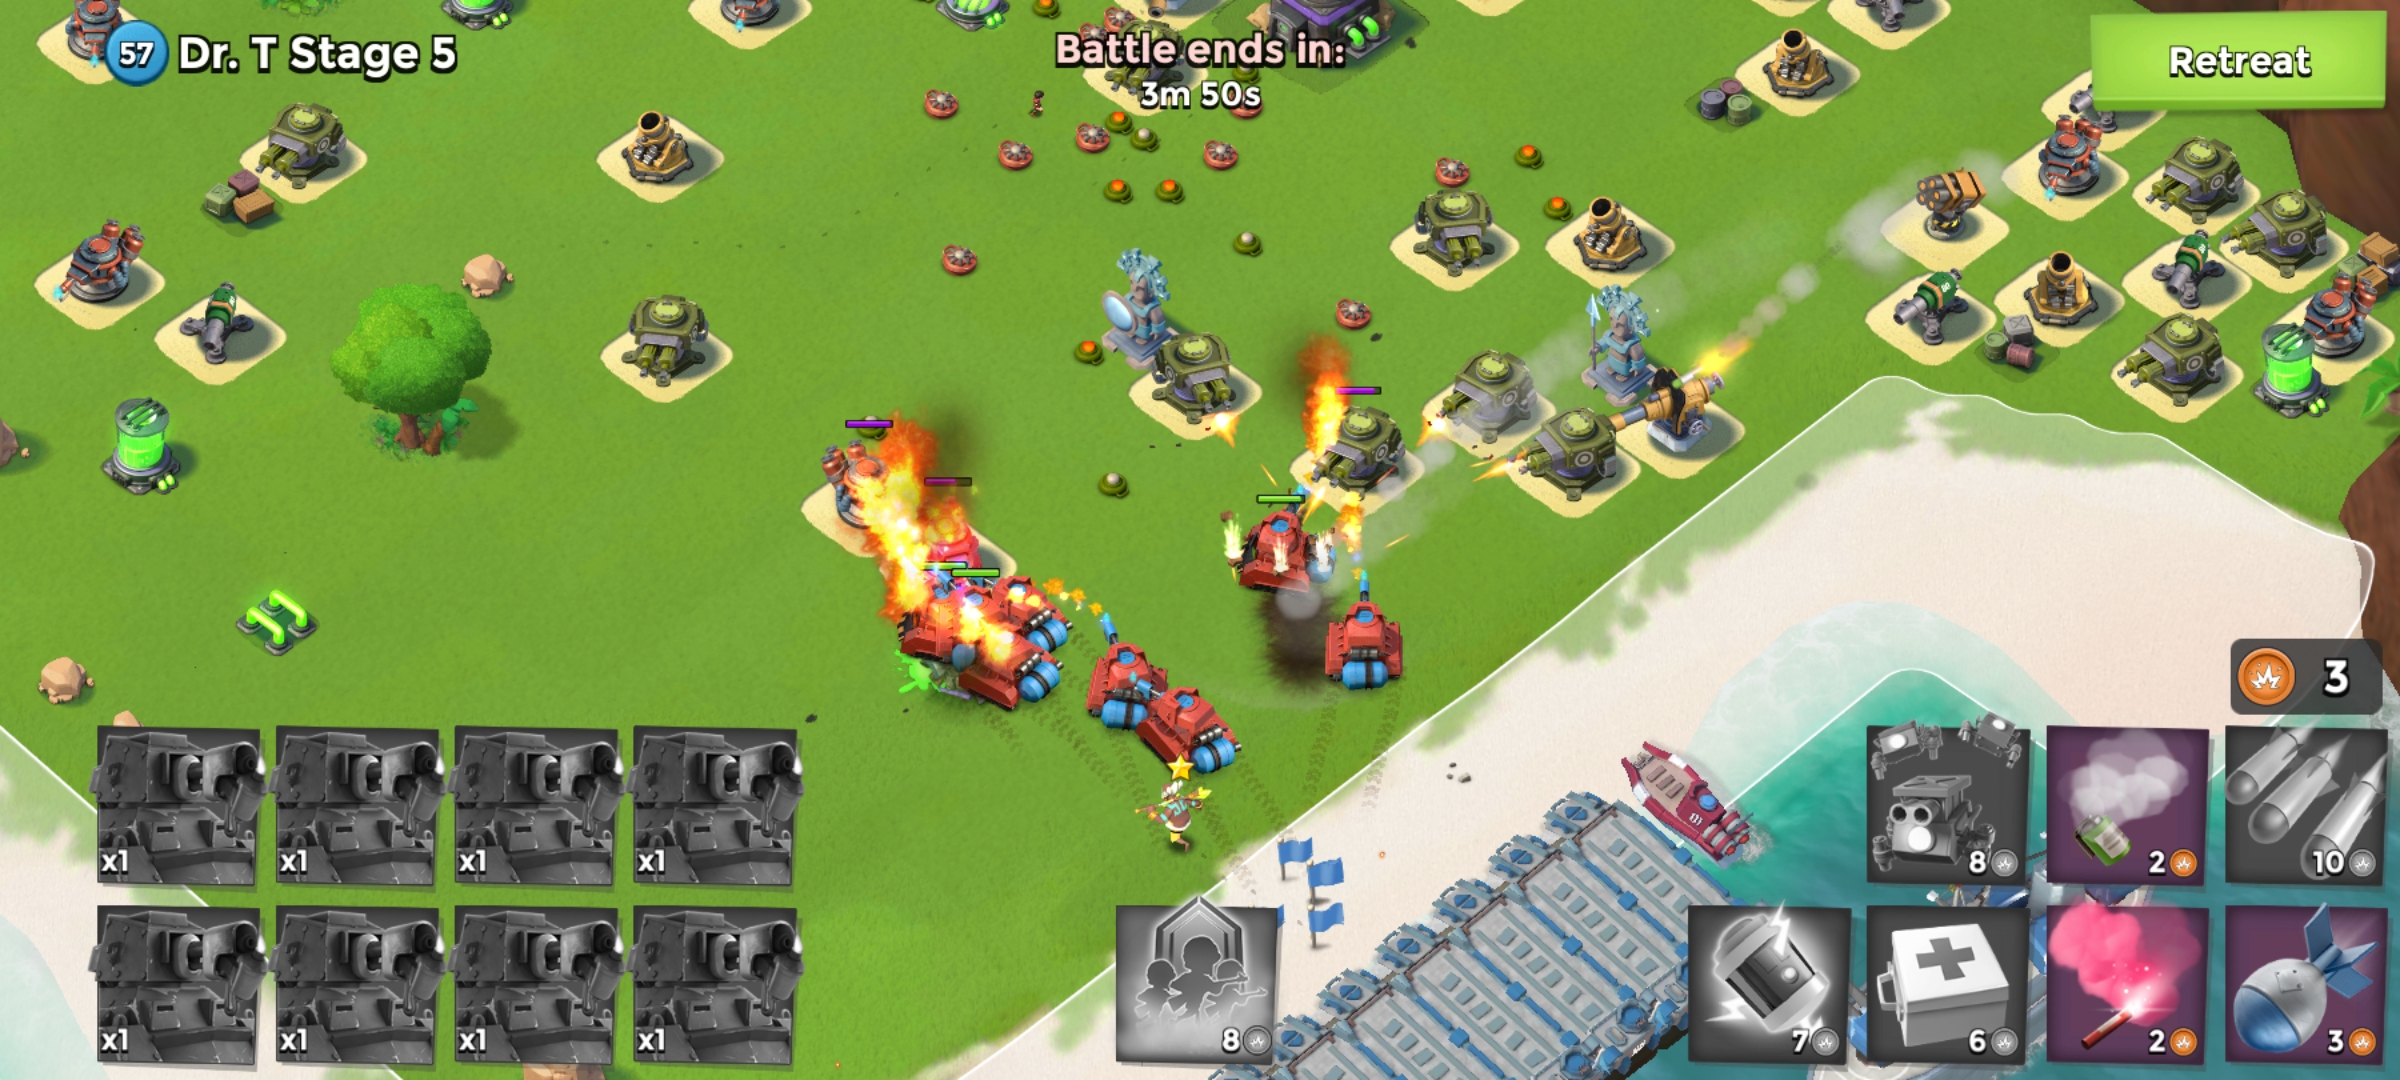 57 Dr. T Stage 5
Battle ends in:
3m 50s
Retreat
3
x1 x1 x1 x1
8 2 10
x1 x1 x1 x1
8 7 6 2 3